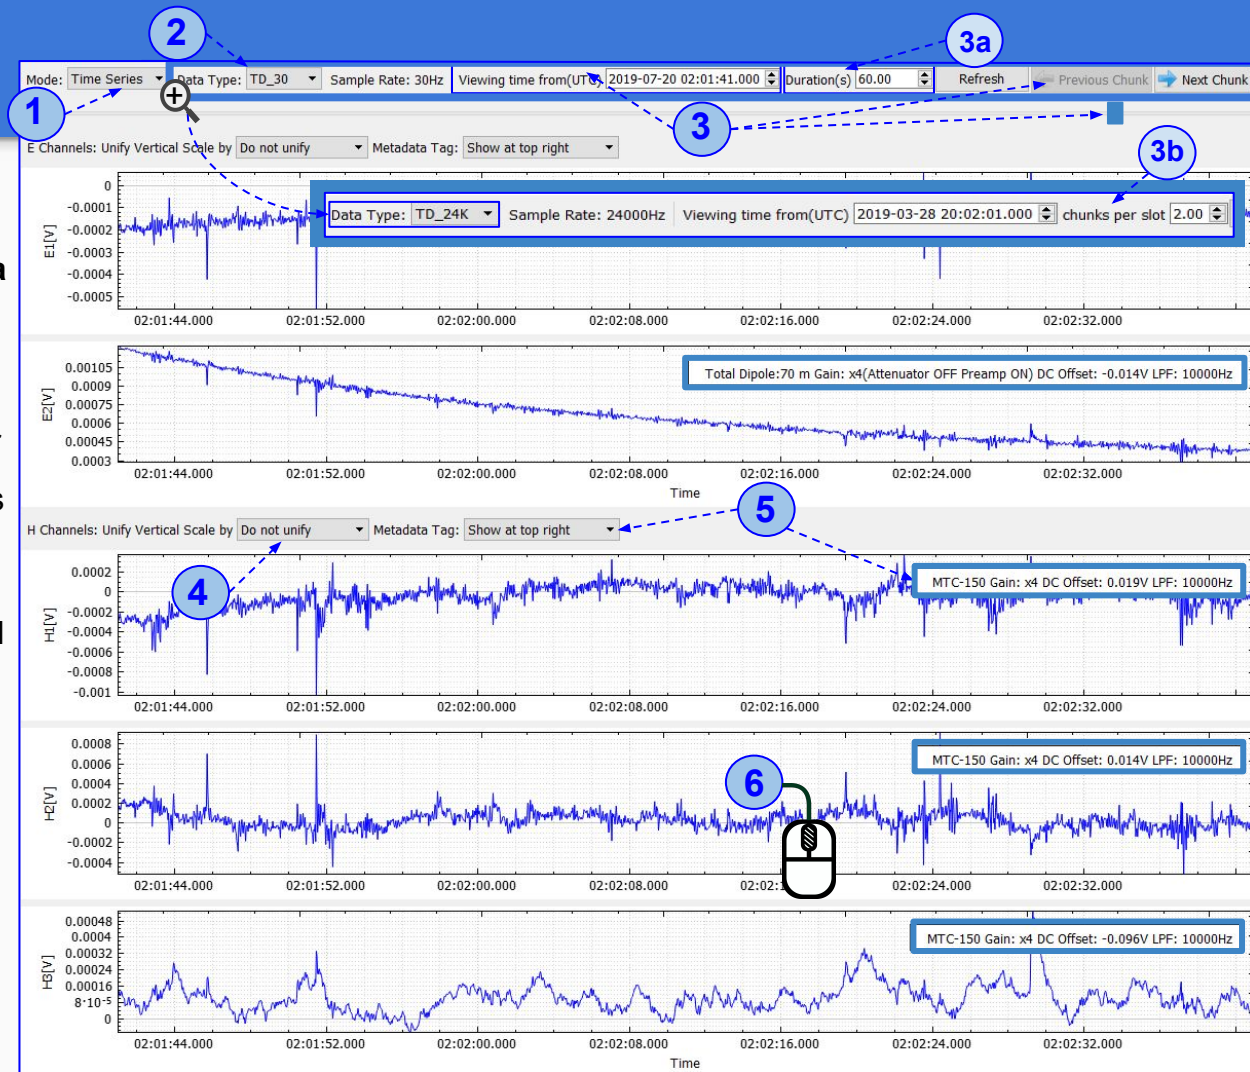 2
3a
Mode: Time Series Data Type: TD_30 Sample Rate: 30Hz Viewing time from(UTC) 2019-07-20 02:01:41.000 Duration(s) 60.00 Refresh Previous Chunk Next Chunk
1
3
E Channels: Unify Vertical Scale by Do not unify Metadata Tag: Show at top right
3b
Data Type: TD_24K Sample Rate: 24000Hz Viewing time from(UTC) 2019-03-28 20:02:01.000 chunks per slot 2.00
E1[V]
0
-0.0001
-0.0002
-0.0003
-0.0004
-0.0005
a
02:01:44.000 02:01:52.000 02:02:00.000 02:02:08.000 02:02:16.000 02:02:24.000 02:02:32.000
Total Dipole:70 m Gain: x4(Attenuator OFF Preamp ON) DC Offset: -0.014V LPF: 10000Hz
E2[V]
0.00105
0.0009
0.00075
0.0006
0.00045
0.0003
02:01:44.000 02:01:52.000 02:02:00.000 02:02:08.000 02:02:16.000 02:02:24.000 02:02:32.000
Time
s
5
H Channels: Unify Vertical Scale by Do not unify Metadata Tag: Show at top right
4
MTC-150 Gain: x4 DC Offset: 0.019V LPF: 10000Hz
H1[V]
0.0002
0
-0.0002
-0.0004
-0.0006
-0.0008
-0.001
02:01:44.000 02:01:52.000 02:02:00.000 02:02:08.000 02:02:16.000 02:02:24.000 02:02:32.000
MTC-150 Gain: x4 DC Offset: 0.014V LPF: 10000Hz
6
H2[V]
0.0008
0.0006
0.0004
0.0002
0
-0.0002
-0.0004
02:01:44.000 02:01:52.000 02:02:00.000 02:02:08.000 02:02:1 02:02:24.000 02:02:32.000
MTC-150 Gain: x4 DC Offset: -0.096V LPF: 10000Hz
H3[V]
0.00048
0.0004
0.00032
0.00024
0.00016
8·10-5
0
02:01:44.000 02:01:52.000 02:02:00.000 02:02:08.000 02:02:16.000 02:02:24.000 02:02:32.000
Time